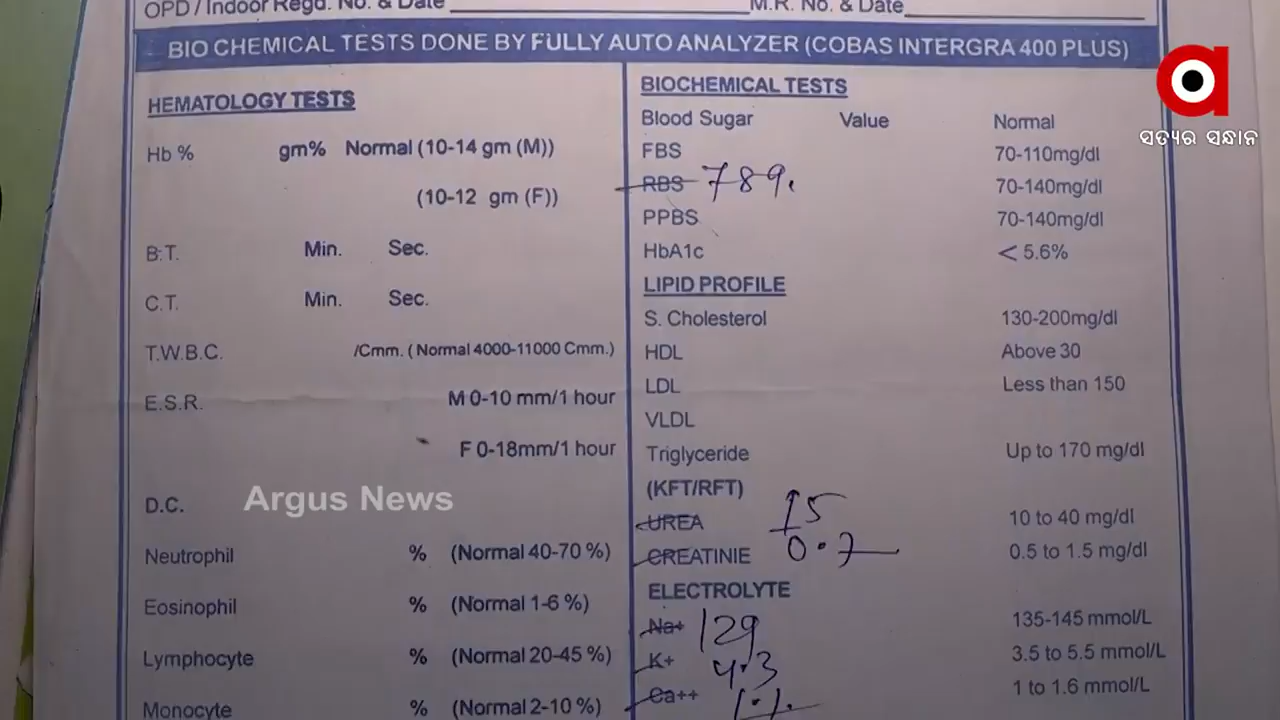 OPD / Indoor Regd. No. & Date
M.R. No. & Date
BIO CHEMICAL TESTS DONE BY FULLY AUTO ANALYZER (COBAS INTERGRA 400 PLUS)
ସତ୍ୟର ସନ୍ଧାନ
HEMATOLOGY TESTS
Hb % gm% Normal (10-14 gm (M))
(10-12 gm (F))
B.T. Min. Sec.
C.T. Min. Sec.
T.W.B.C. /Cmm. ( Normal 4000-11000 Cmm.)
E.S.R. M 0-10 mm/1 hour
F 0-18mm/1 hour
D.C.
Argus News
Neutrophil % (Normal 40-70 %)
Eosinophil % (Normal 1-6 %)
Lymphocyte % (Normal 20-45 %)
Monocyte % (Normal 2-10 %)
BIOCHEMICAL TESTS
Blood Sugar Value Normal
FBS 70-110mg/dl
RBS 789. 70-140mg/dl
PPBS 70-140mg/dl
HbA1c < 5.6%
LIPID PROFILE
S. Cholesterol 130-200mg/dl
HDL Above 30
LDL Less than 150
VLDL
Triglyceride Up to 170 mg/dl
(KFT/RFT)
UREA 15 10 to 40 mg/dl
CREATINIE 0.7 0.5 to 1.5 mg/dl
ELECTROLYTE
Na+ 129 135-145 mmol/L
K+ 4.3 3.5 to 5.5 mmol/L
Ca++ 1 to 1.6 mmol/L